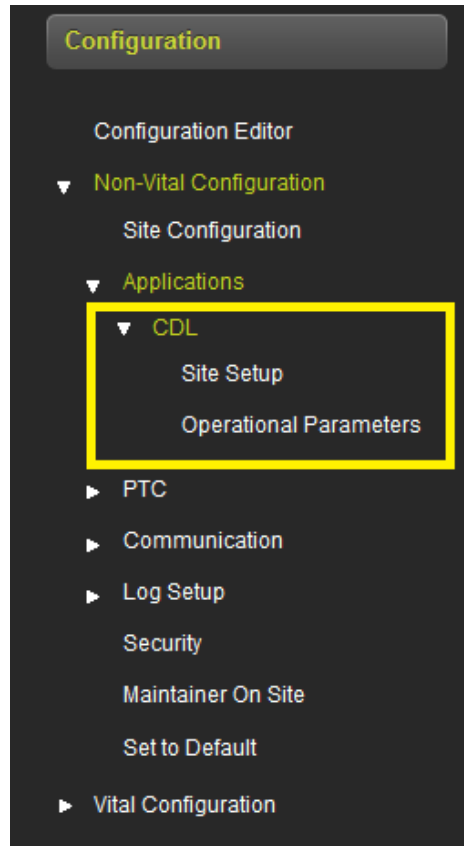 Configuration
Configuration Editor
Non-Vital Configuration
Site Configuration
Applications
CDL
Site Setup
Operational Parameters
PTC
Communication
Log Setup
Security
Maintainer On Site
Set to Default
Vital Configuration